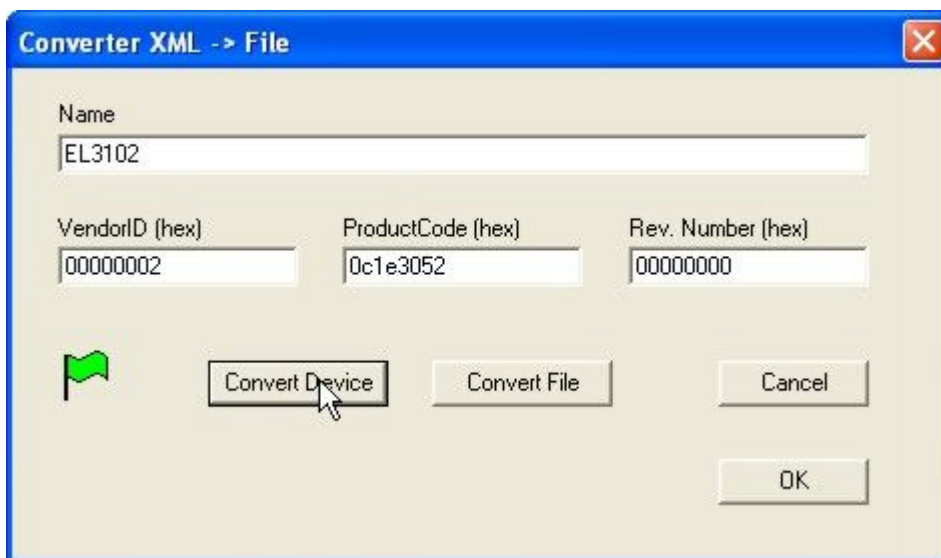 Converter XML -> File
Name
EL3102
VendorID (hex) ProductCode (hex) Rev. Number (hex)
00000002 0c1e3052 00000000
Convert Device Convert File Cancel
OK